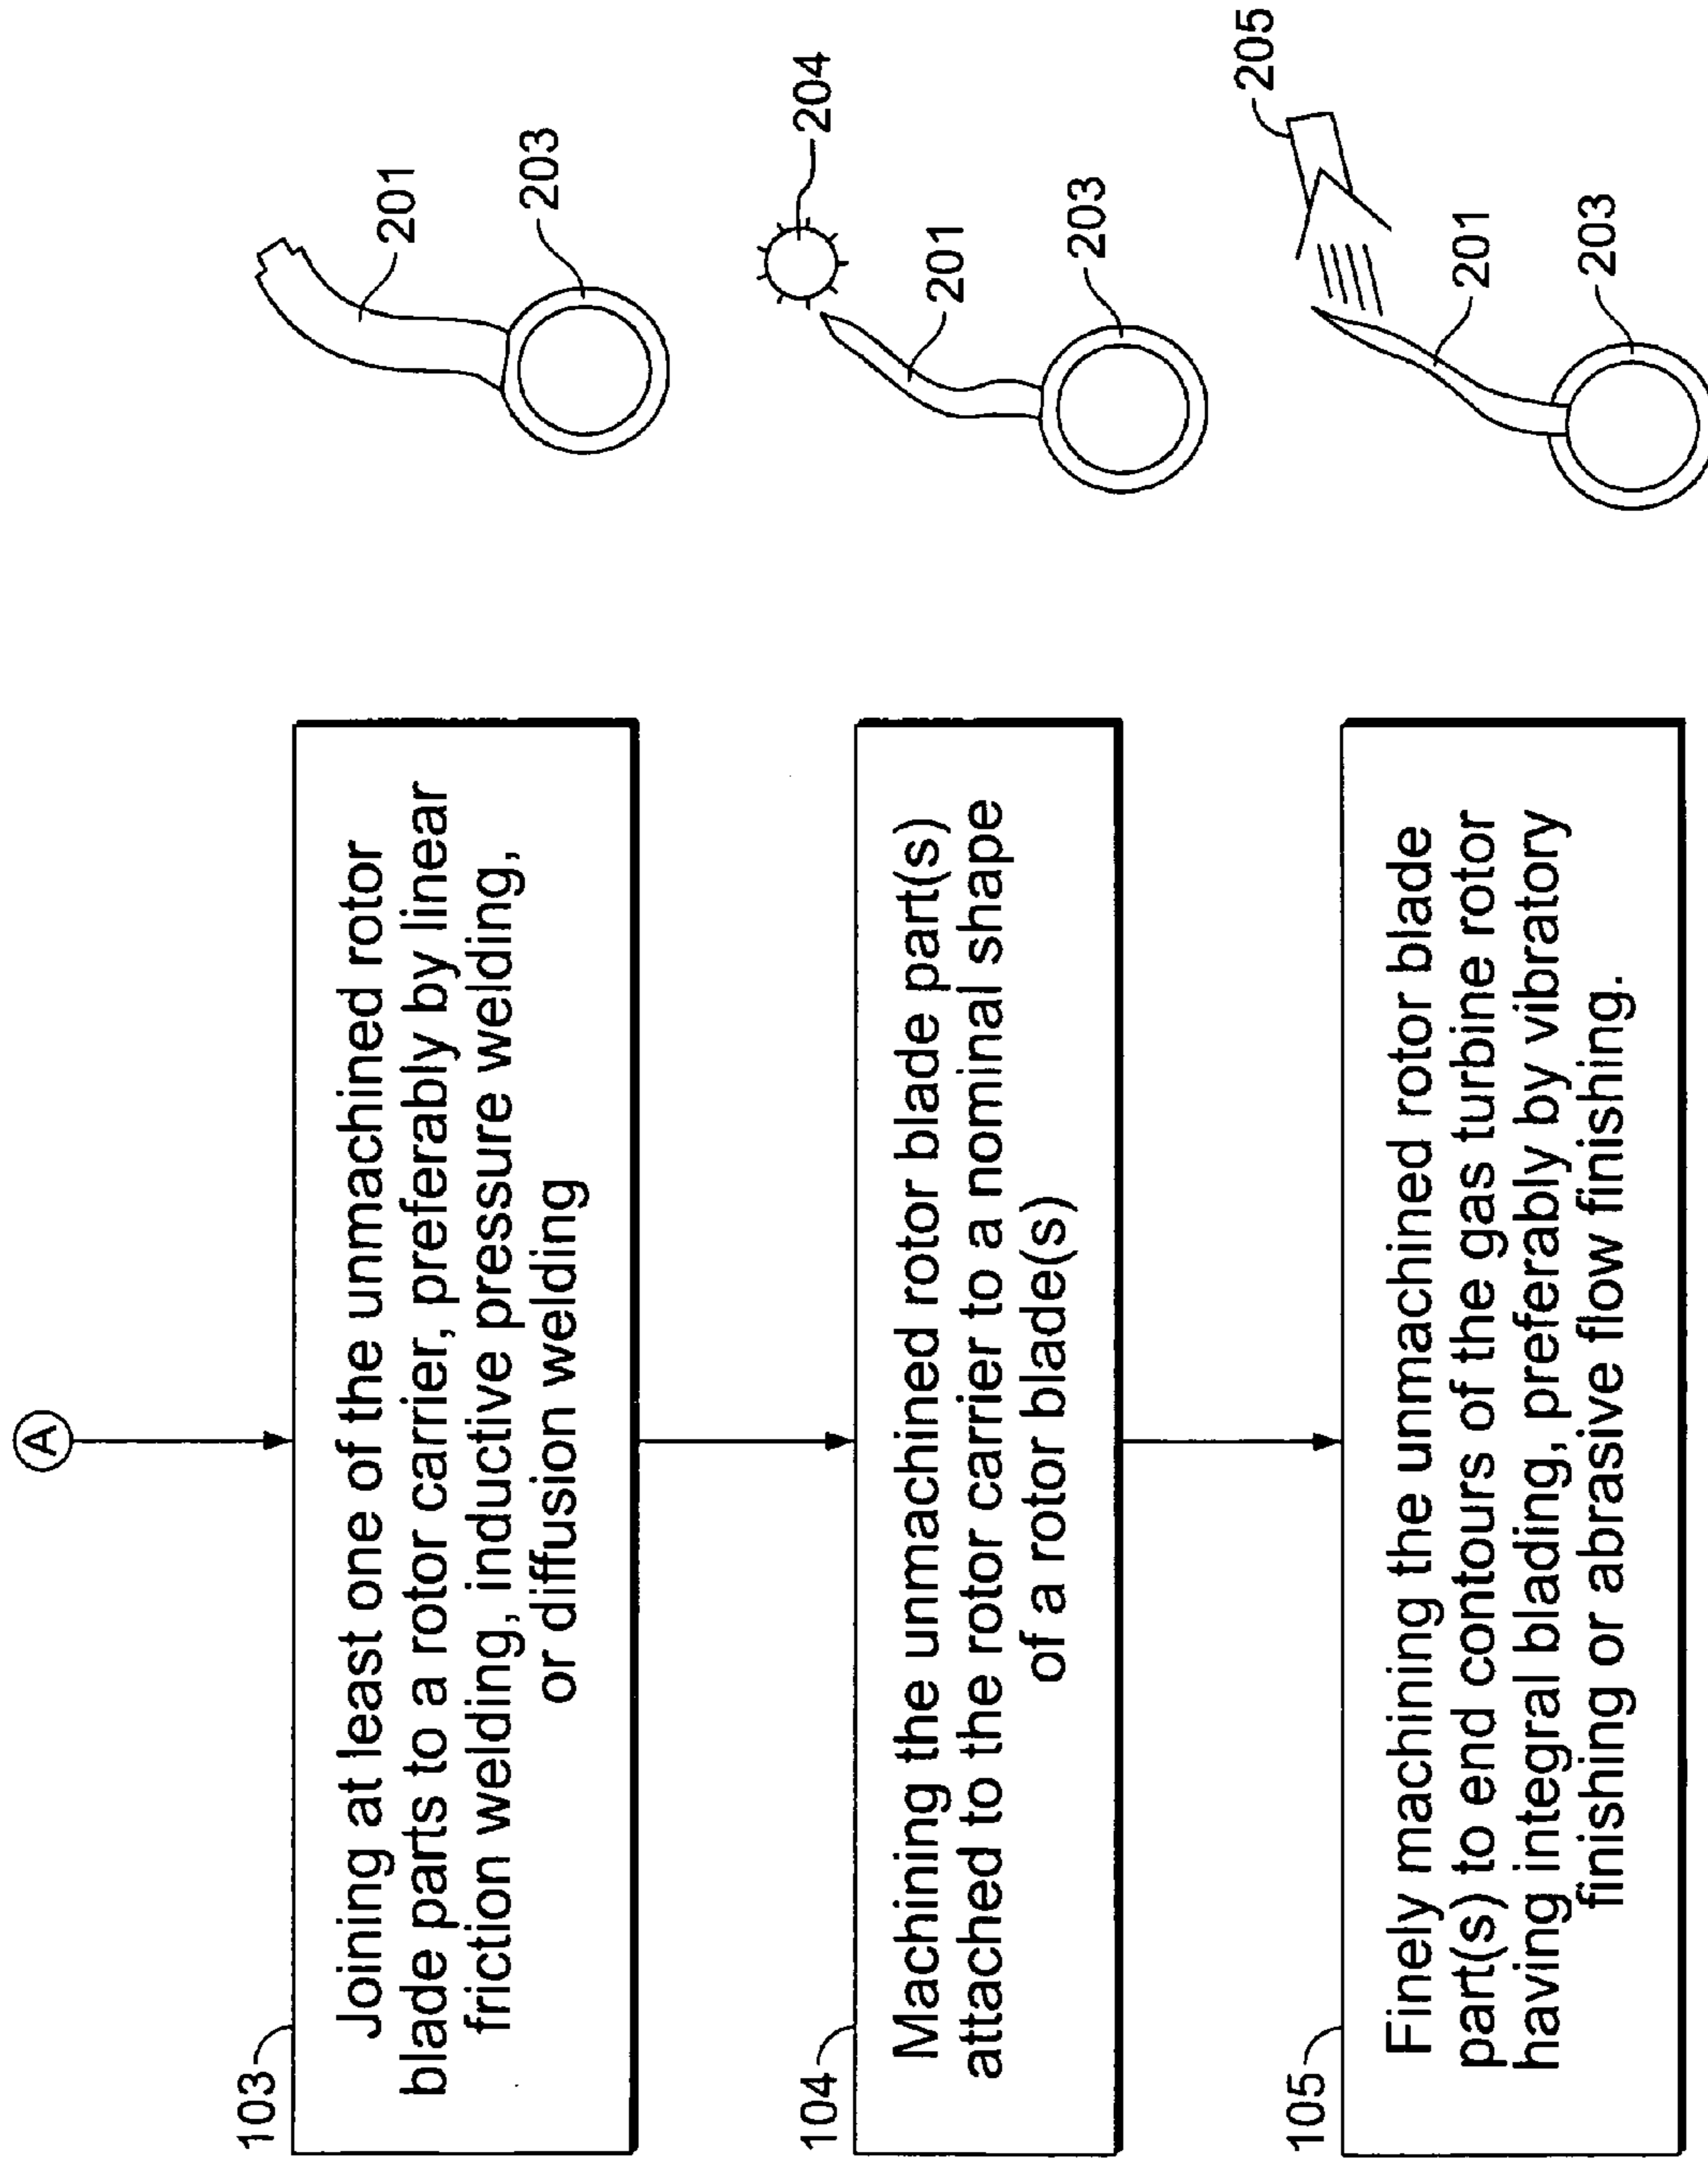 A
103
Joining at least one of the unmachined rotor
blade parts to a rotor carrier, preferably by linear
friction welding, inductive pressure welding,
or diffusion welding
201
203
104
Machining the unmachined rotor blade part(s)
attached to the rotor carrier to a nominal shape
of a rotor blade(s)
204
201
203
105
Finely machining the unmachined rotor blade
part(s) to end contours of the gas turbine rotor
having integral blading, preferably by vibratory
finishing or abrasive flow finishing.
205
201
203